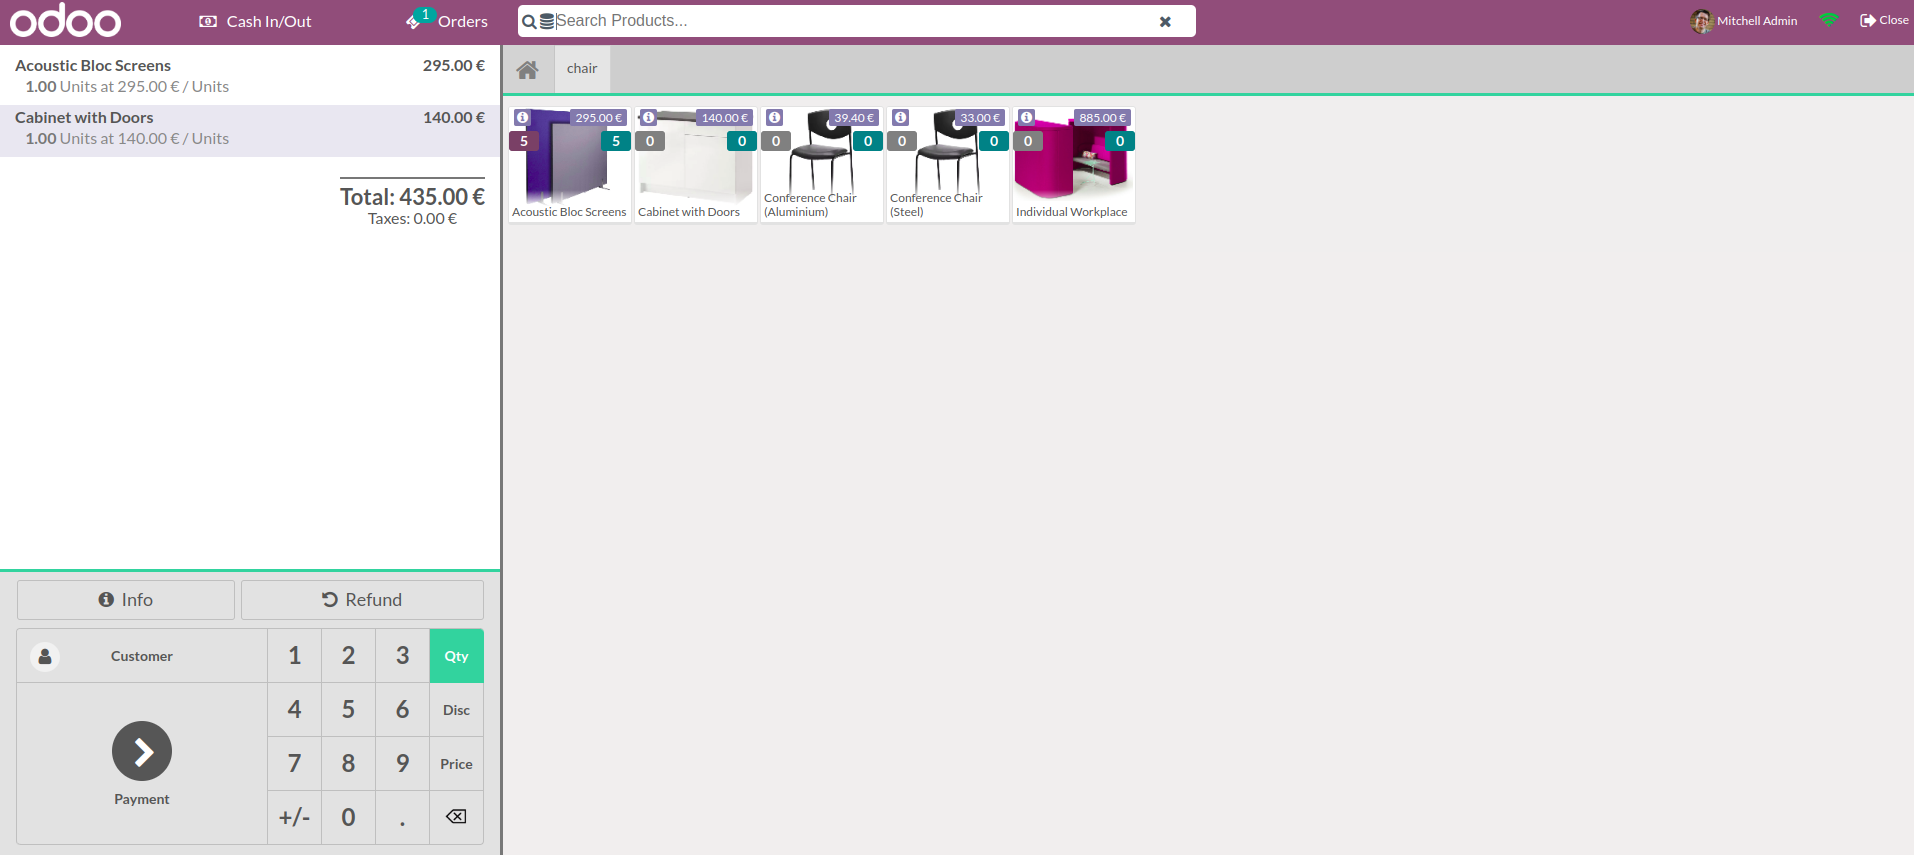 odoo
Cash In/Out
1
Orders
Search Products...
Mitchell Admin
Close
Acoustic Bloc Screens 295.00 €
1.00 Units at 295.00 € / Units
Cabinet with Doors 140.00 €
1.00 Units at 140.00 € / Units
Total: 435.00 €
Taxes: 0.00 €
Info
Refund
Customer
1 2 3 Qty
4 5 6 Disc
7 8 9 Price
+/- 0 .
Payment
chair
295.00 €
5 5
Acoustic Bloc Screens
140.00 €
0 0
Cabinet with Doors
39.40 €
0 0
Conference Chair
(Aluminium)
33.00 €
0 0
Conference Chair
(Steel)
885.00 €
0 0
Individual Workplace